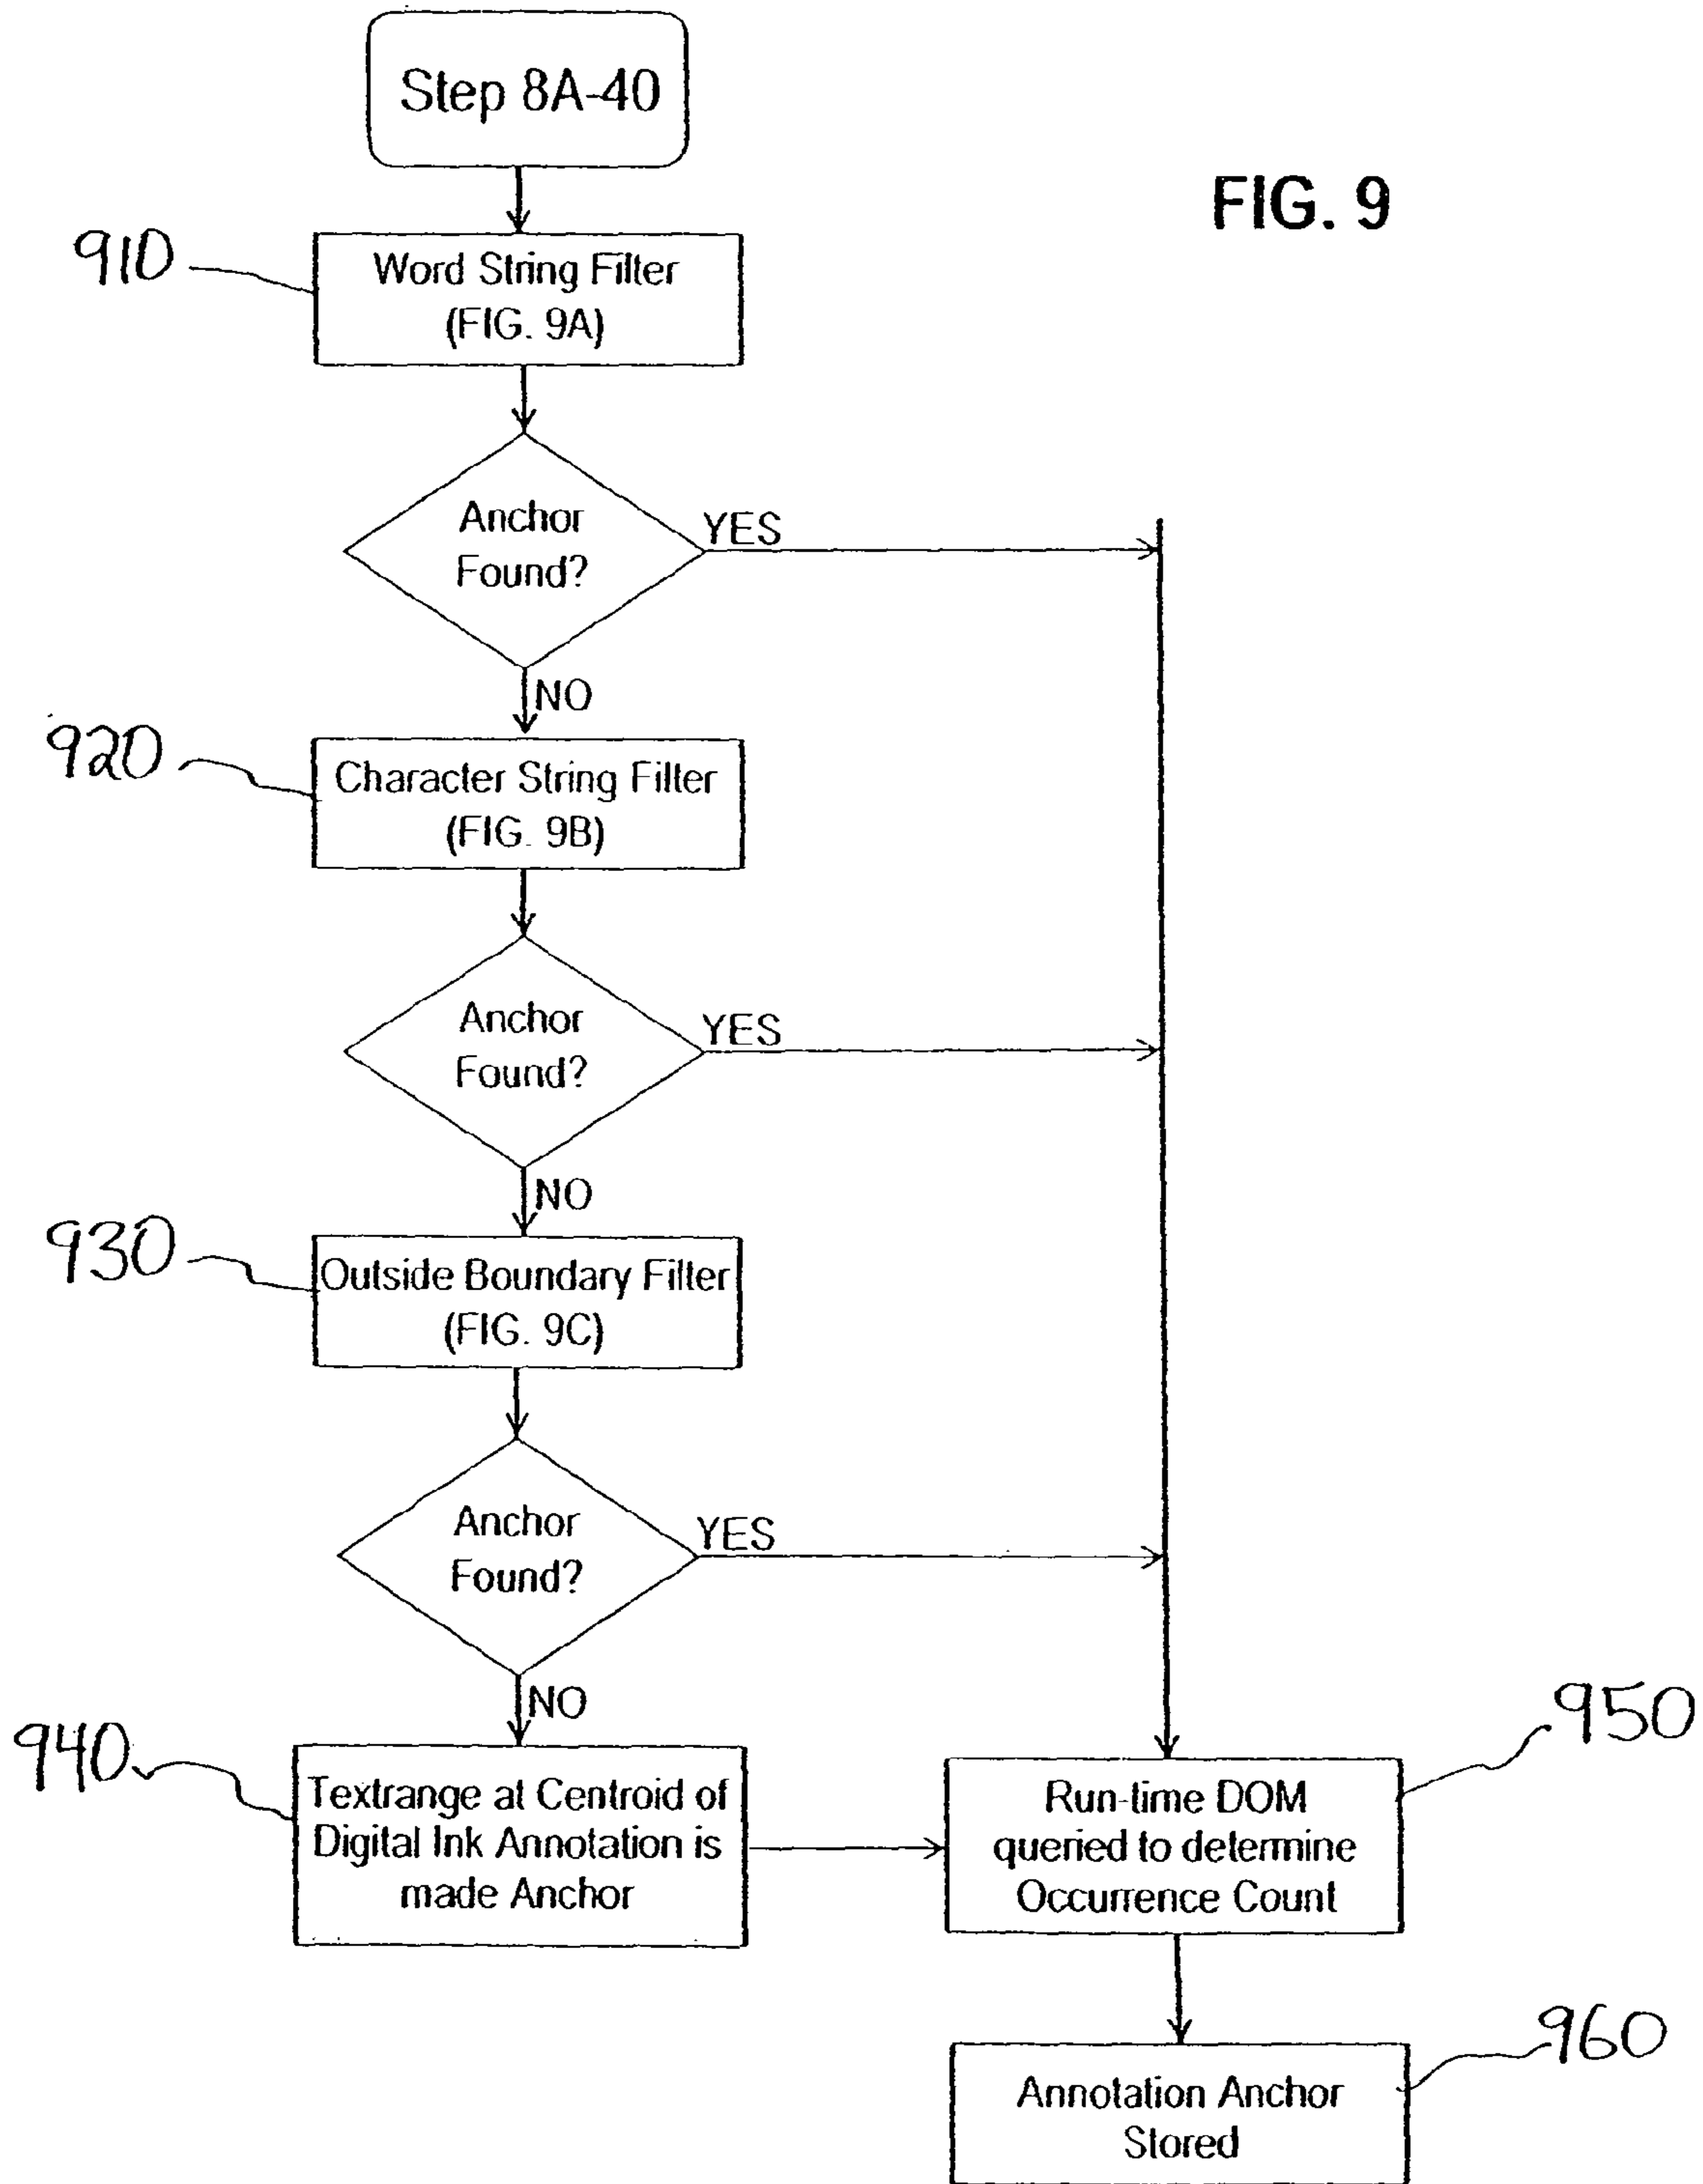 Step 8A-40
FIG. 9
910
Word String Filter
(FIG. 9A)
Anchor
Found?
YES
NO
920
Character String Filter
(FIG. 9B)
Anchor
Found?
YES
NO
930
Outside Boundary Filter
(FIG. 9C)
Anchor
Found?
YES
NO
940
Textrange at Centroid of
Digital Ink Annotation is
made Anchor
950
Run-time DOM
queried to determine
Occurrence Count
960
Annotation Anchor
Stored